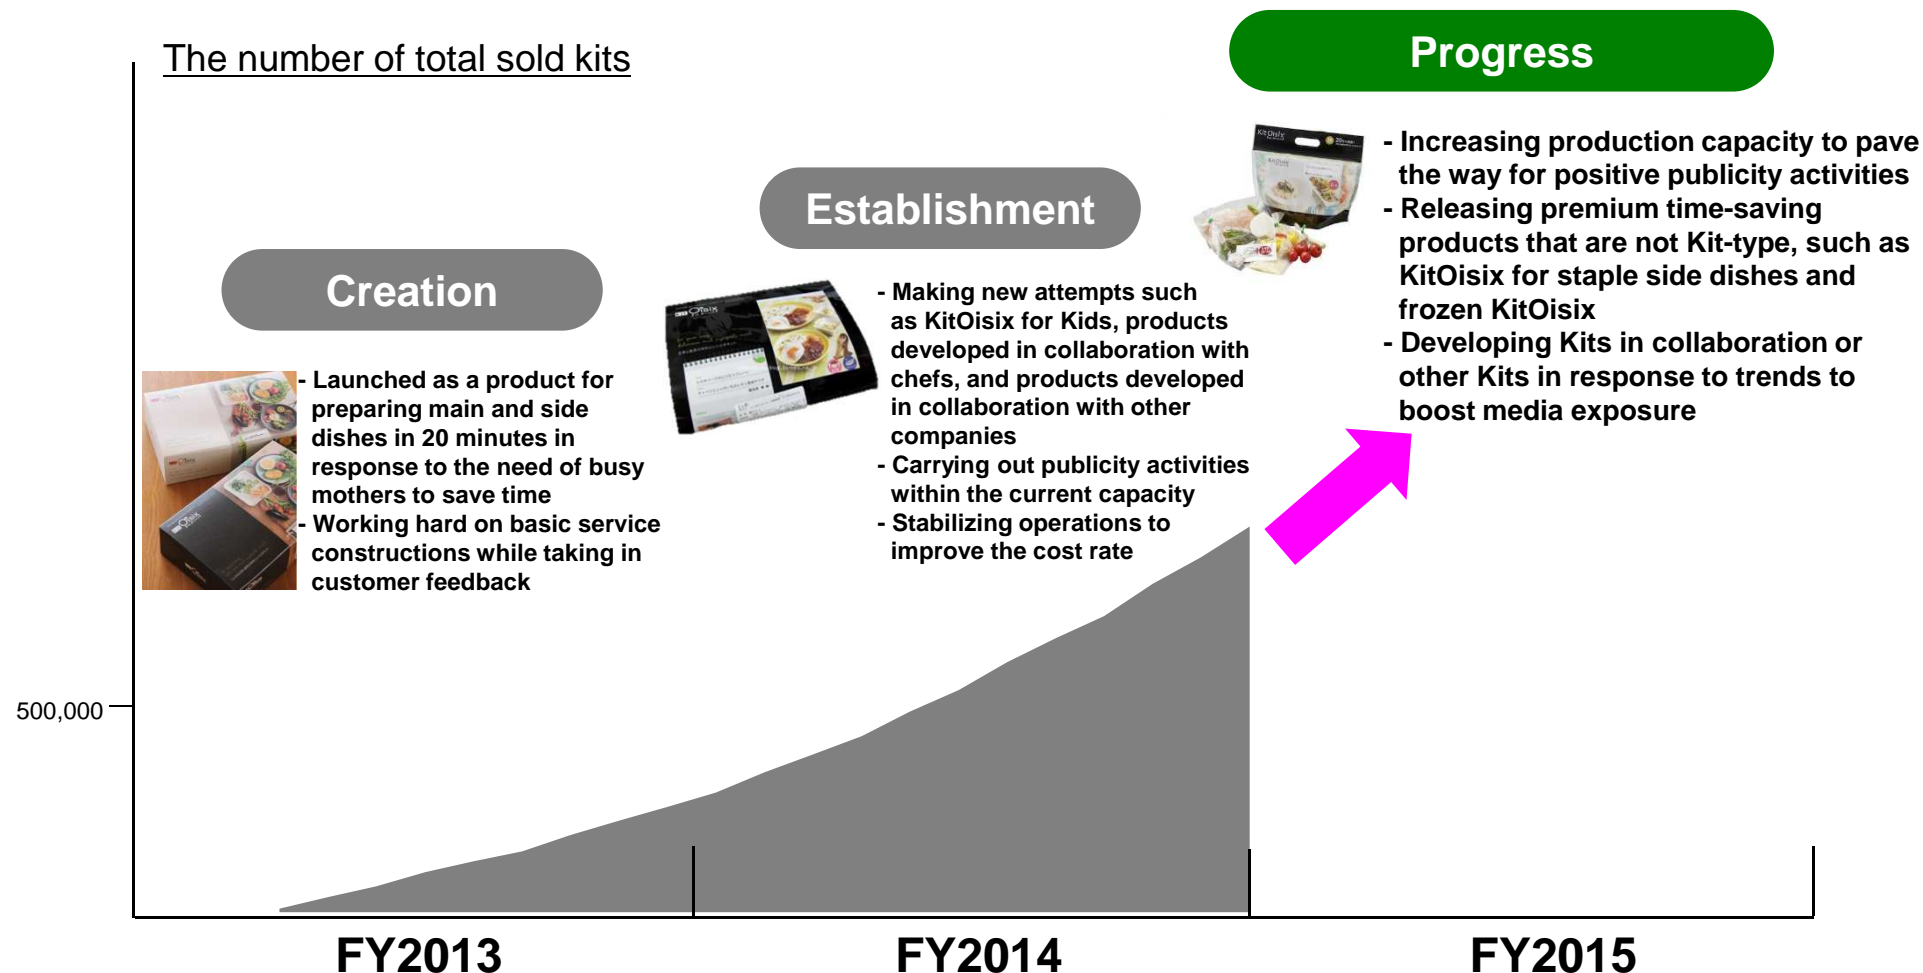 The number of total sold kits
Progress
- Increasing production capacity to pave
the way for positive publicity activities
- Releasing premium time-saving
products that are not Kit-type, such as
KitOisix for staple side dishes and
frozen KitOisix
- Developing Kits in collaboration or
other Kits in response to trends to
boost media exposure
Establishment
- Making new attempts such
as KitOisix for Kids, products
developed in collaboration with
chefs, and products developed
in collaboration with other
companies
- Carrying out publicity activities
within the current capacity
- Stabilizing operations to
improve the cost rate
Creation
- Launched as a product for
preparing main and side
dishes in 20 minutes in
response to the need of busy
mothers to save time
- Working hard on basic service
constructions while taking in
customer feedback
Kit Oisix
Oisix
Oisix
500,000
FY2013
FY2014
FY2015